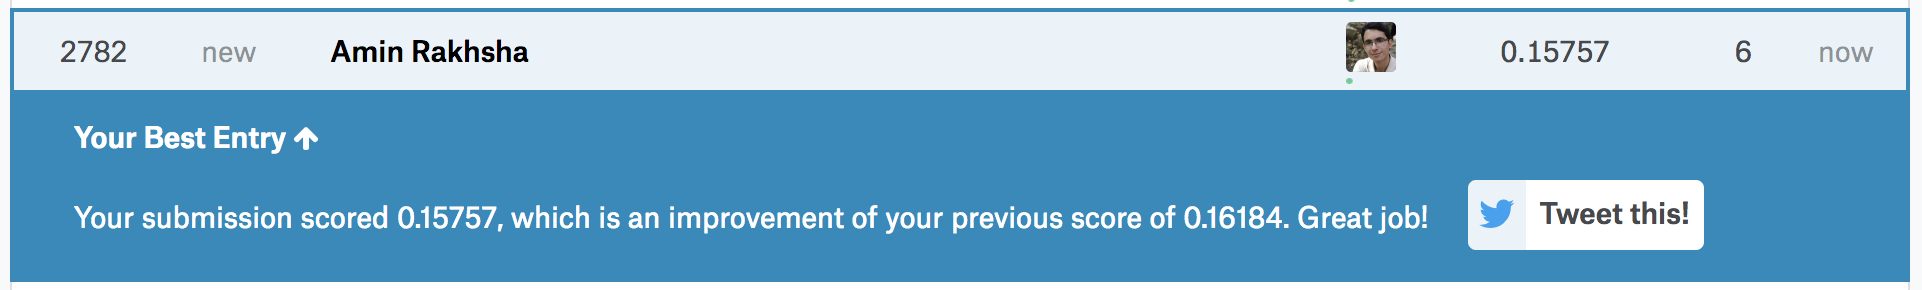 2782 new Amin Rakhsha 0.15757 6 now
Your Best Entry
Your submission scored 0.15757, which is an improvement of your previous score of 0.16184. Great job! Tweet this!